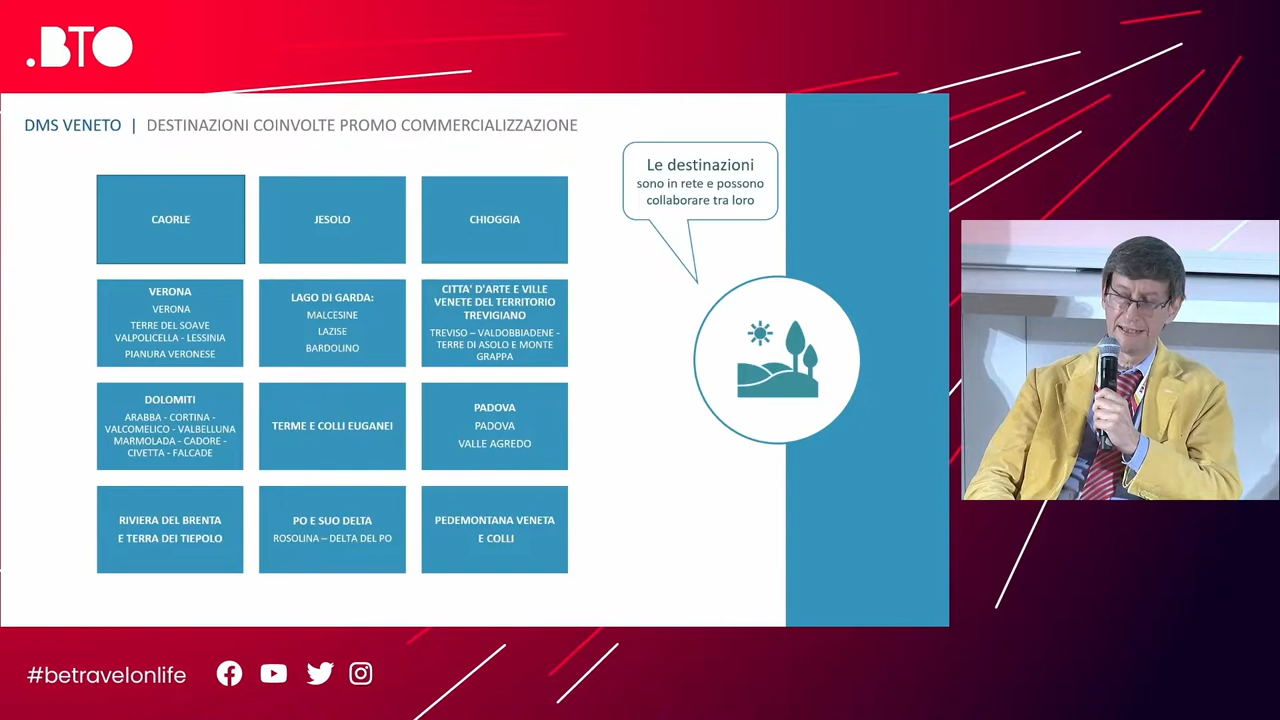 .BTO
DMS VENETO | DESTINAZIONI COINVOLTE PROMO COMMERCIALIZZAZIONE
Le destinazioni
sono in rete e possono
collaborare tra loro
CAORLE
JESOLO
CHIOGGIA
VERONA
VERONA
TERRE DEL SOAVE
VALPOLICELLA - LESSINIA
PIANURA VERONESE
LAGO DI GARDA:
MALCESINE
LAZISE
BARDOLINO
CITTA' D'ARTE E VILLE
VENETE DEL TERRITORIO
TREVIGIANO
TREVISO – VALDOBBIADENE -
TERRE DI ASOLO E MONTE
GRAPPA
DOLOMITI
ARABBA - CORTINA -
VALCOMELICO - VALBELLUNA
MARMOLADA - CADORE -
CIVETTA - FALCADE
TERME E COLLI EUGANEI
PADOVA
PADOVA
VALLE AGREDO
RIVIERA DEL BRENTA
E TERRA DEI TIEPOLO
PO E SUO DELTA
ROSOLINA – DELTA DEL PO
PEDEMONTANA VENETA
E COLLI
#betravelonlife